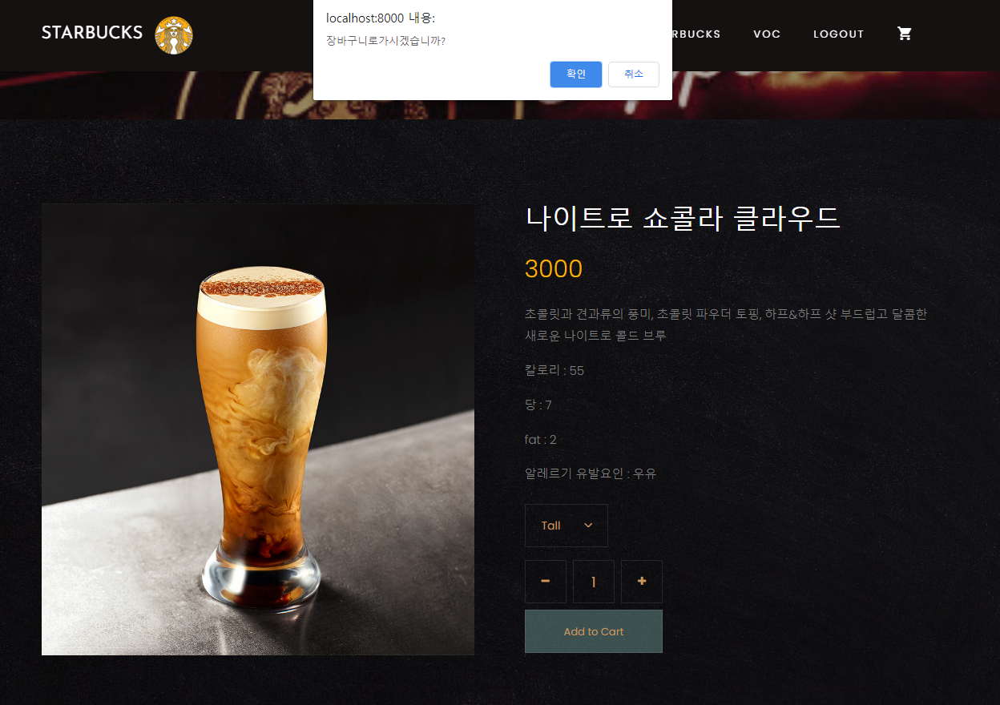 STARBUCKS
localhost:8000 내용:
장바구니로가시겠습니까?
확인
취소
RBUCKS
VOC
LOGOUT
나이트로 쇼콜라 클라우드
3000
초콜릿과 견과류의 풍미, 초콜릿 파우더 토핑, 하프&하프 샷 부드럽고 달콤한
새로운 나이트로 콜드 브루
칼로리 : 55
당 : 7
fat : 2
알레르기 유발요인 : 우유
Tall
1
Add to Cart